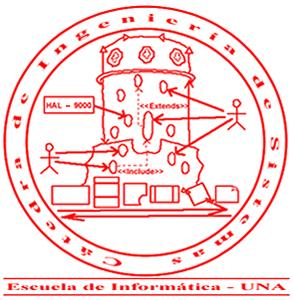 Cátedra de Ingeniería de Sistemas
HAL - 9000
<<Extends>>
<<Include>>
Escuela de Informática - UNA